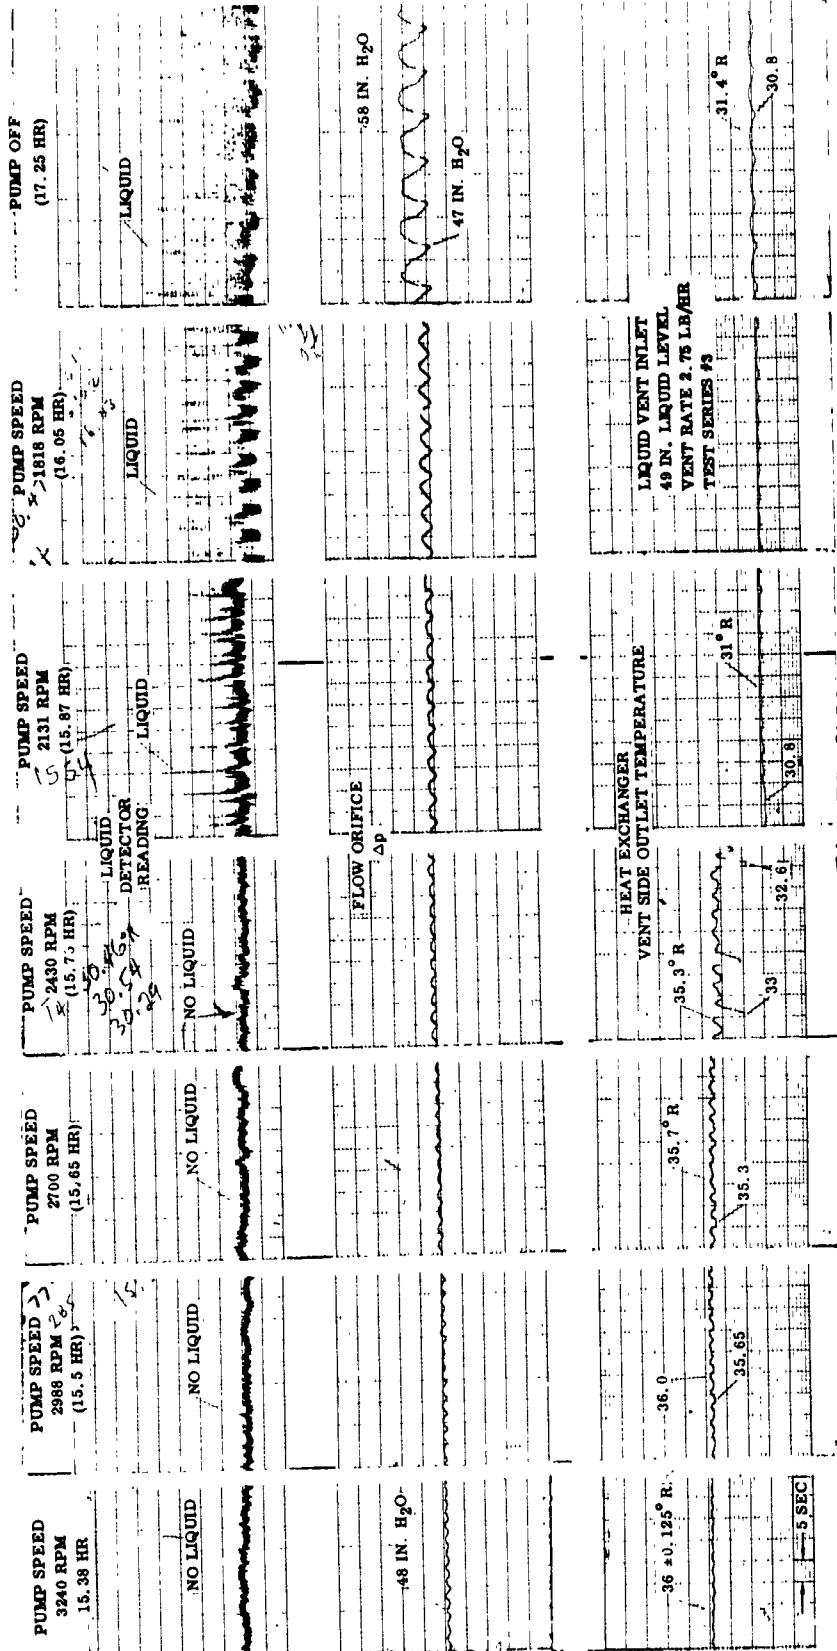 PUMP SPEED
3240 RPM
15.38 HR
NO LIQUID
48 IN. H₂O
36 ±0.125° R
5 SEC
PUMP SPEED
2988 RPM
(15.5 HR)
NO LIQUID
36.0
35.65
PUMP SPEED
2700 RPM
(15.65 HR)
NO LIQUID
35.7° R
35.3
PUMP SPEED
2430 RPM
30.54
30.29
NO LIQUID
35.3° R
33
32.6
LIQUID
DETECTOR
READING
FLOW ORIFICE
Δp
HEAT EXCHANGER
VENT SIDE OUTLET TEMPERATURE
PUMP SPEED
2131 RPM
(15.87 HR)
LIQUID
31° R
30.8
PUMP SPEED
1818 RPM
(16.05 HR)
LIQUID
LIQUID VENT INLET
49 IN. LIQUID LEVEL
VENT RATE 2.75 LB/HR
TEST SERIES #3
PUMP OFF
(17.25 HR)
LIQUID
58 IN. H₂O
47 IN. H₂O
31.4° R
30.8